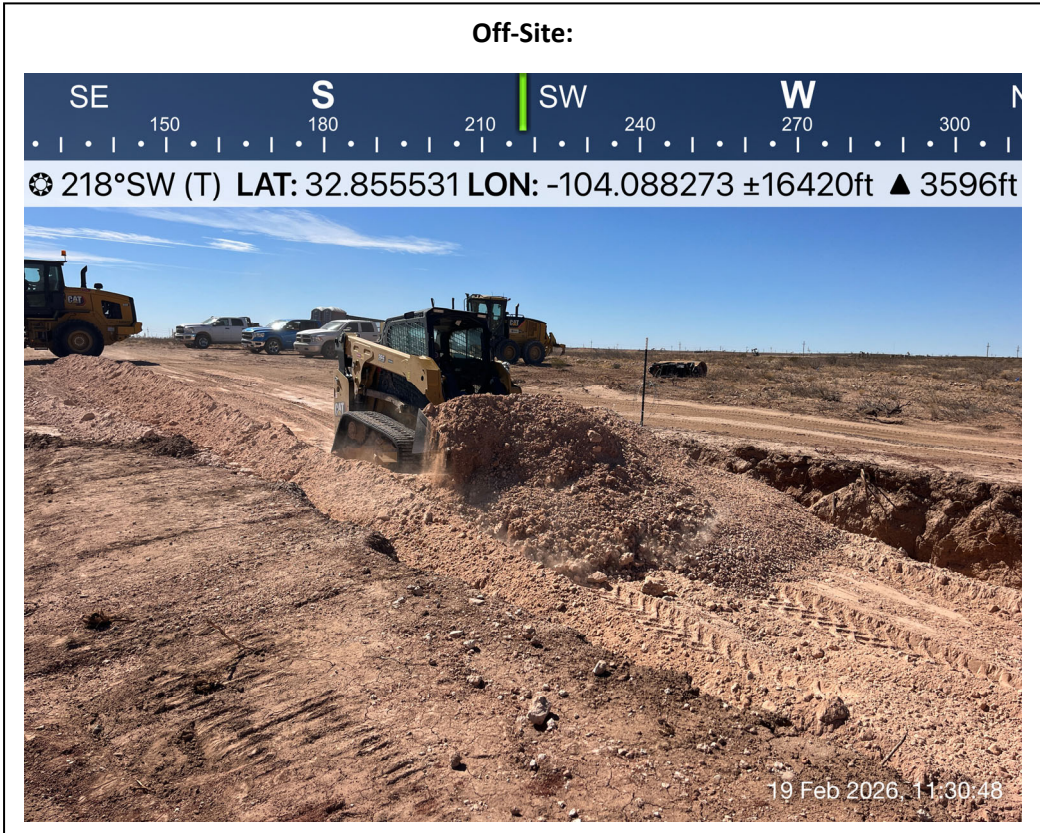 Off-Site:
SE S SW W
150 180 210 240 270 300
218°SW (T) LAT: 32.855531 LON: -104.088273 ±16420ft ▲ 3596ft
CAT
CAT
19 Feb 2026, 11:30:48